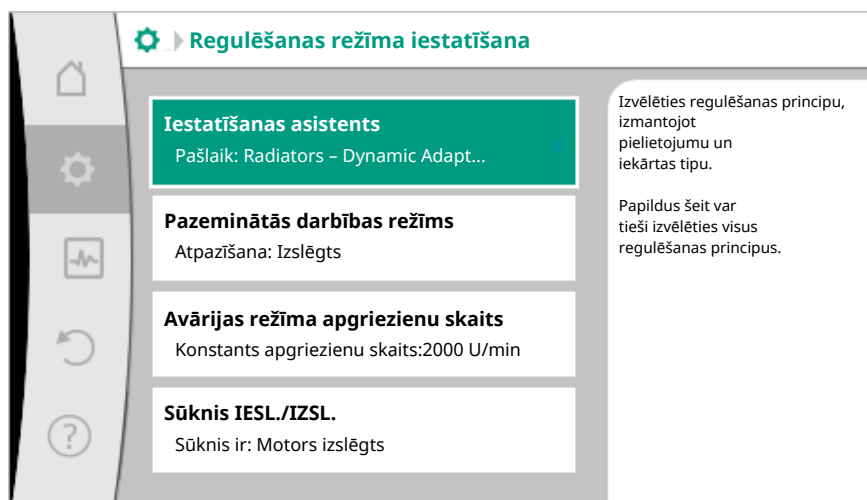 Regulēšanas režīma iestatīšana
Iestatīšanas asistents
Pašlaik: Radiators – Dynamic Adapt...
Pazeminātās darbības režīms
Atpazīšana: Izslēgts
Avārijas režīma apgriezienu skaits
Konstants apgriezienu skaits:2000 U/min
Sūknis IESL./IZSL.
Sūknis ir: Motors izslēgts
Izvēlēties regulēšanas principu,
izmantojot
pielietojumu un
iekārtas tipu.
Papildus šeit var
tieši izvēlēties visus
regulēšanas principus.